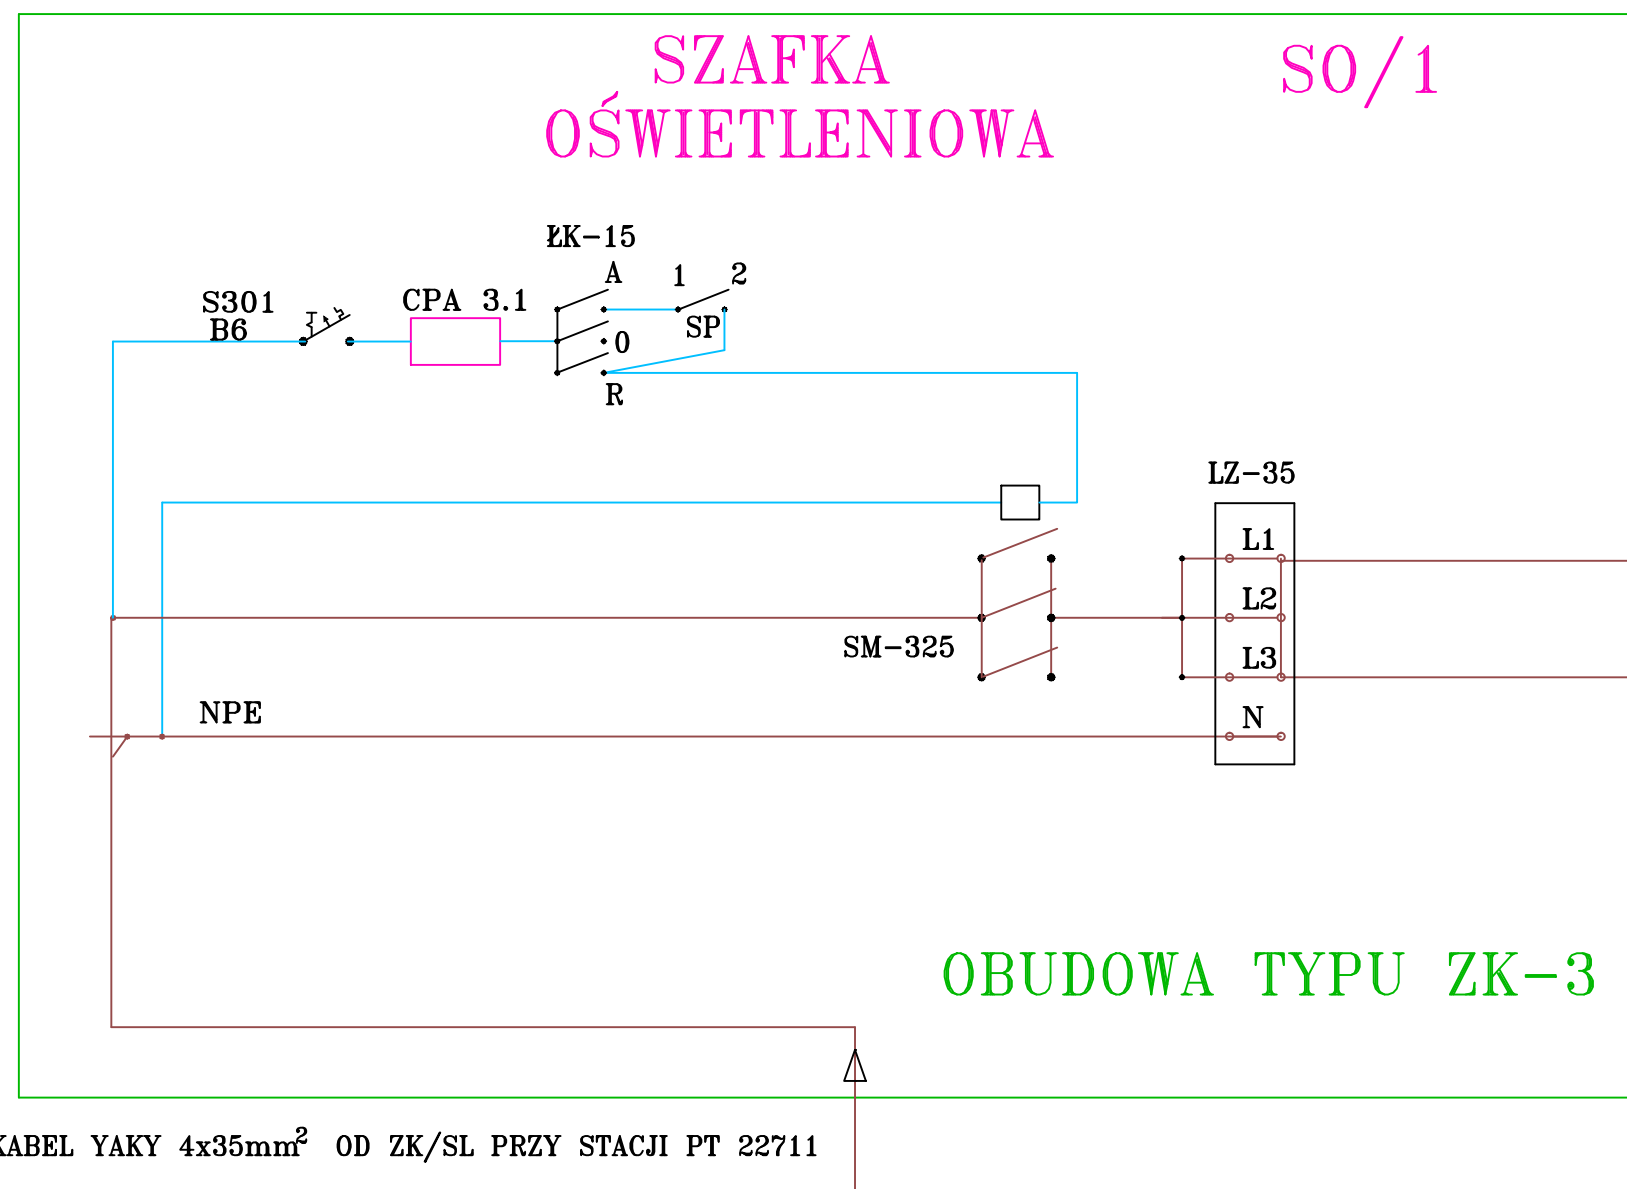 SZAFKA
OŚWIETLENIOWA
SO/1
ŁK-15
A
1
2
S301
B6
CPA 3.1
SP
0
R
LZ-35
L1
L2
L3
N
SM-325
NPE
OBUDOWA TYPU ZK-3
KABEL YAKY 4x35mm² OD ZK/SL PRZY STACJI PT 22711